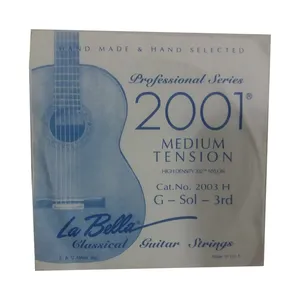 HAND MADE & HAND SELECTED
Professional Series
2001®
MEDIUM
TENSION
Cat.No. 2003 H
G - Sol - 3rd
La Bella®
Classical Guitar Strings